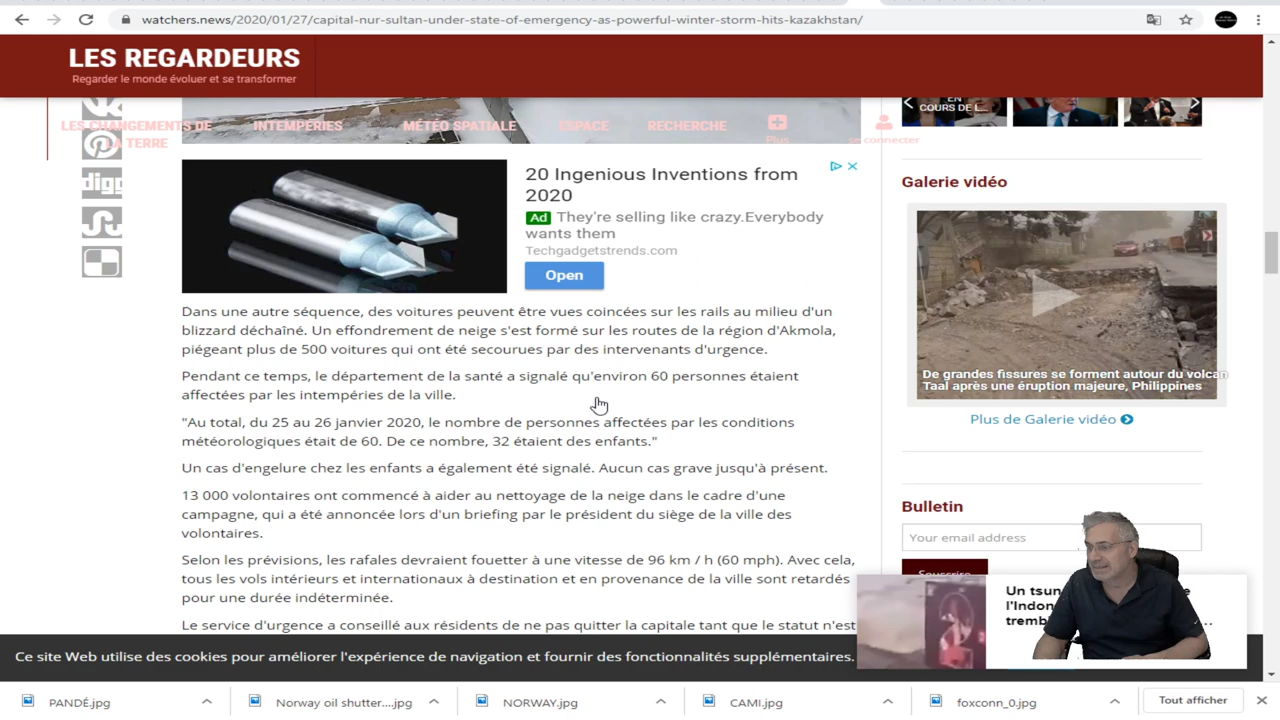 watchers.news/2020/01/27/capital-nur-sultan-under-state-of-emergency-as-powerful-winter-storm-hits-kazakhstan/
LES REGARDEURS
Regarder le monde évoluer et se transformer
LES CHANGEMENTS DE
LA TERRE
INTEMPÉRIES
MÉTÉO SPATIALE
ESPACE
RECHERCHE
Plus
se connecter
EN
COURS DE L...
digg
20 Ingenious Inventions from
2020
Ad They're selling like crazy.Everybody
wants them
Techgadgetstrends.com
Open
Dans une autre séquence, des voitures peuvent être vues coincées sur les rails au milieu d'un
blizzard déchaîné. Un effondrement de neige s'est formé sur les routes de la région d'Akmola,
piégeant plus de 500 voitures qui ont été secourues par des intervenants d'urgence.
Pendant ce temps, le département de la santé a signalé qu'environ 60 personnes étaient
affectées par les intempéries de la ville.
"Au total, du 25 au 26 janvier 2020, le nombre de personnes affectées par les conditions
météorologiques était de 60. De ce nombre, 32 étaient des enfants."
Un cas d'engelure chez les enfants a également été signalé. Aucun cas grave jusqu'à présent.
13 000 volontaires ont commencé à aider au nettoyage de la neige dans le cadre d'une
campagne, qui a été annoncée lors d'un briefing par le président du siège de la ville des
volontaires.
Selon les prévisions, les rafales devraient fouetter à une vitesse de 96 km / h (60 mph). Avec cela,
tous les vols intérieurs et internationaux à destination et en provenance de la ville sont retardés
pour une durée indéterminée.
Le service d'urgence a conseillé aux résidents de ne pas quitter la capitale tant que le statut n'est
Galerie vidéo
De grandes fissures se forment autour du volcan
Taal après une éruption majeure, Philippines
Plus de Galerie vidéo
Bulletin
Your email address
Souscrire
Un tsun
l'Indon
tremb
Ce site Web utilise des cookies pour améliorer l'expérience de navigation et fournir des fonctionnalités supplémentaires.
PANDÉ.jpg
Norway oil shutter....jpg
NORWAY.jpg
CAMI.jpg
foxconn_0.jpg
Tout afficher